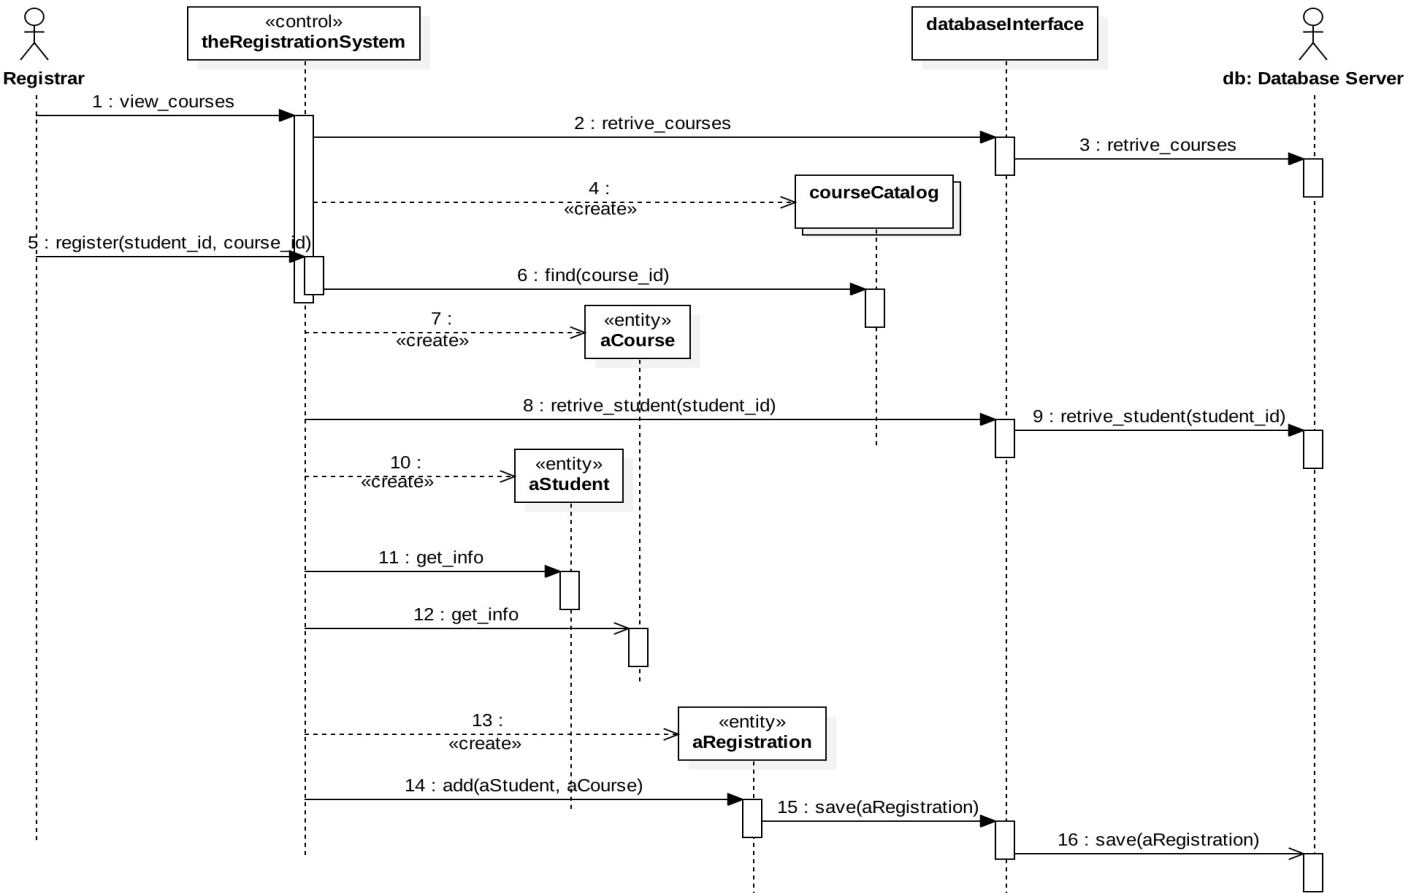 «control»
theRegistrationSystem
databaseInterface
Registrar
db: Database Server
1 : view_courses
2 : retrive_courses
3 : retrive_courses
4 :
«create»
courseCatalog
5 : register(student_id, course_id)
6 : find(course_id)
7 :
«create»
«entity»
aCourse
8 : retrive_student(student_id)
9 : retrive_student(student_id)
10 :
«create»
«entity»
aStudent
11 : get_info
12 : get_info
13 :
«create»
«entity»
aRegistration
14 : add(aStudent, aCourse)
15 : save(aRegistration)
16 : save(aRegistration)